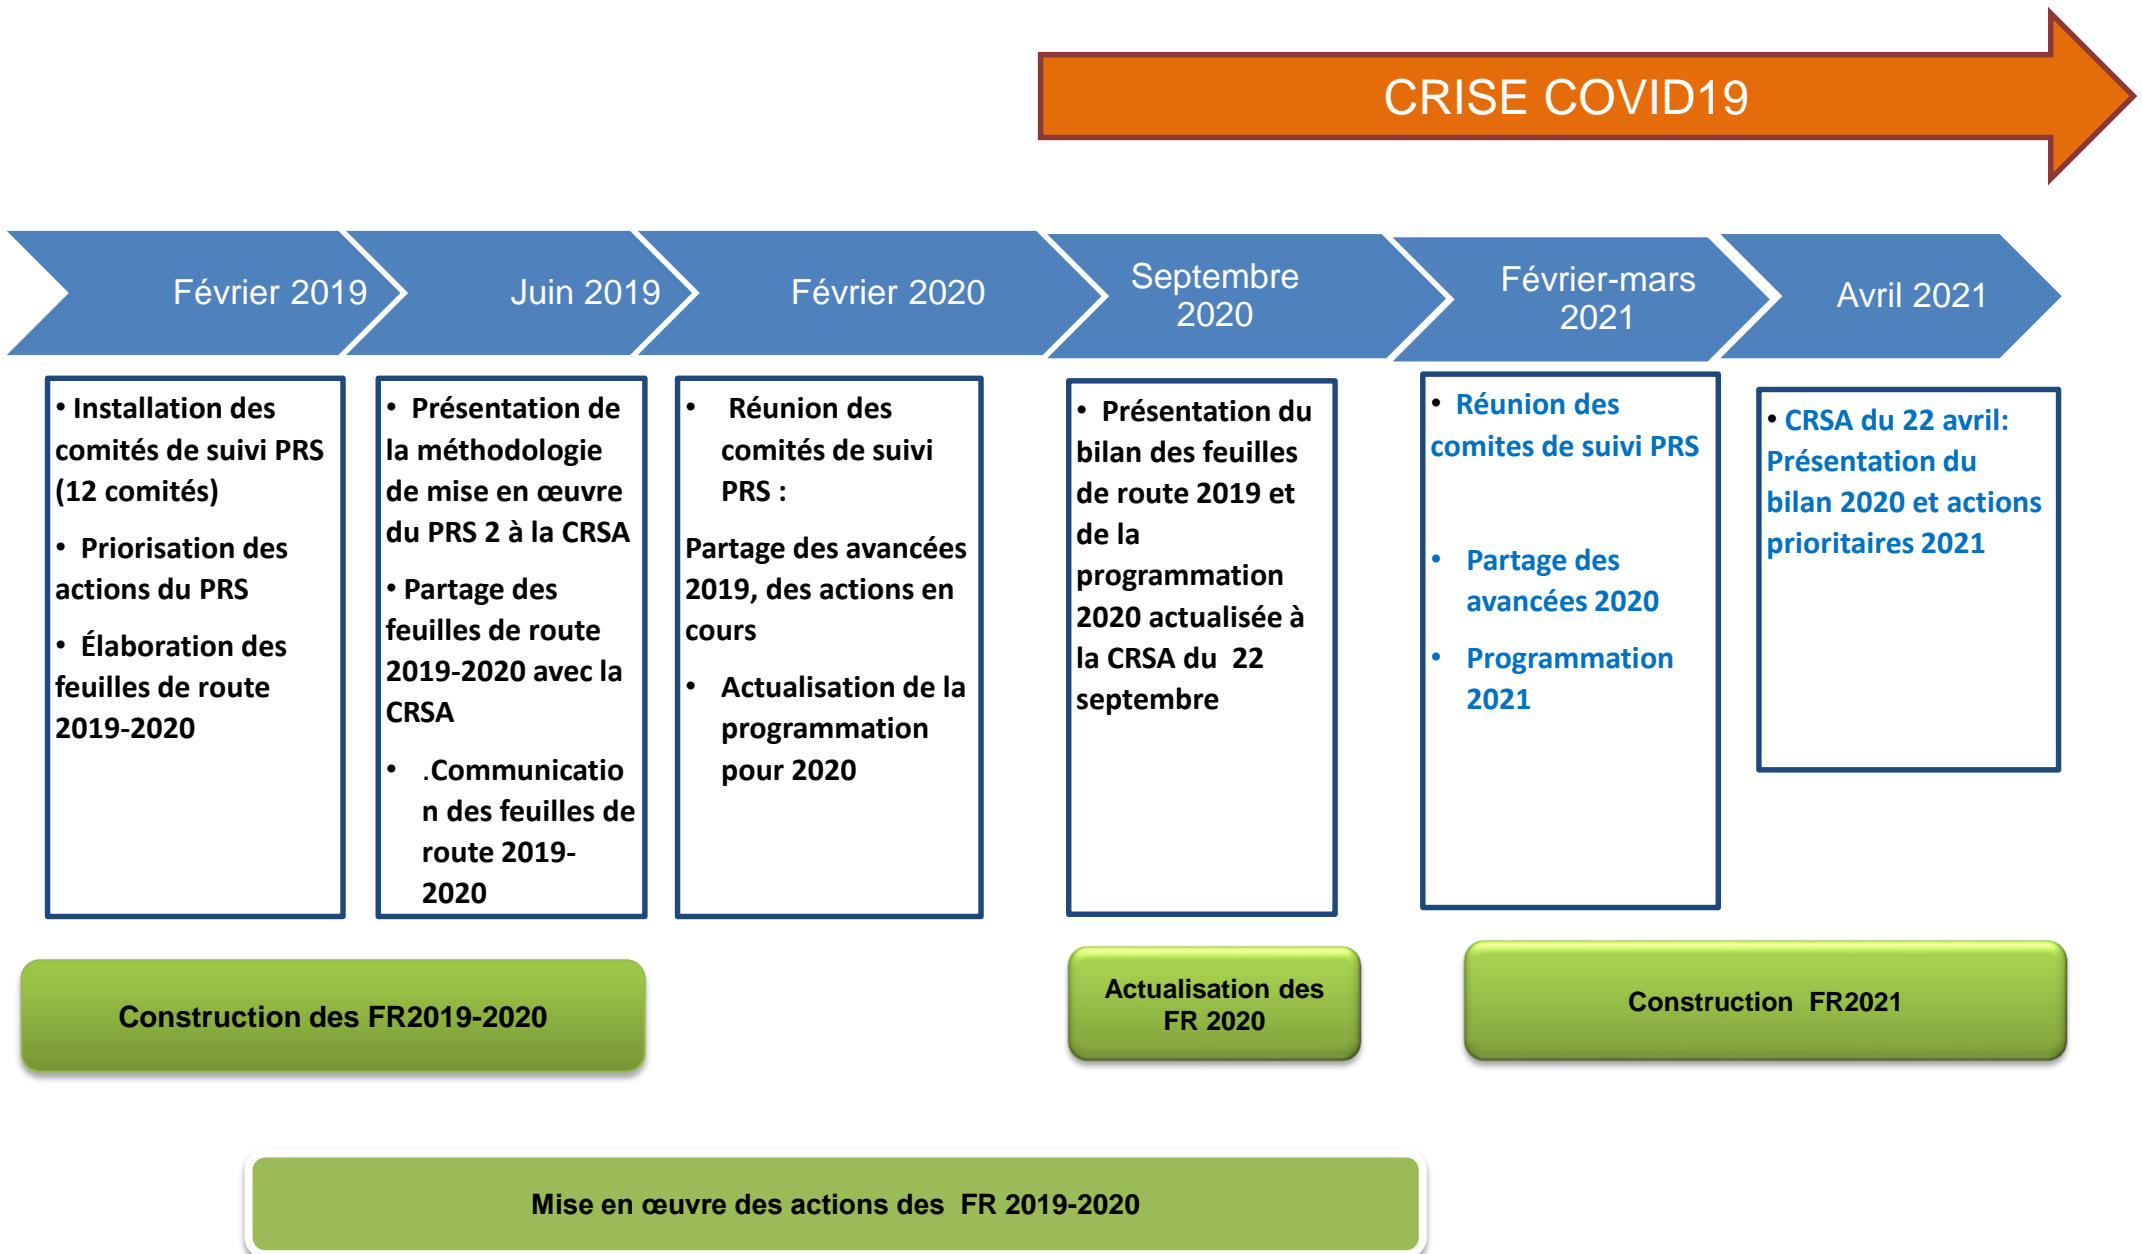 CRISE COVID19
Février 2019
Juin 2019
Février 2020
Septembre
2020
Février-mars
2021
Avril 2021
• Installation des
comités de suivi PRS
(12 comités)
• Priorisation des
actions du PRS
• Élaboration des
feuilles de route
2019-2020
• Présentation de
la méthodologie
de mise en œuvre
du PRS 2 à la CRSA
• Partage des
feuilles de route
2019-2020 avec la
CRSA
• .Communicatio
n des feuilles de
route 2019-
2020
• Réunion des
comités de suivi
PRS :
Partage des avancées
2019, des actions en
cours
• Actualisation de la
programmation
pour 2020
• Présentation du
bilan des feuilles
de route 2019 et
de la
programmation
2020 actualisée à
la CRSA du 22
septembre
• Réunion des
comites de suivi PRS
• Partage des
avancées 2020
• Programmation
2021
• CRSA du 22 avril:
Présentation du
bilan 2020 et actions
prioritaires 2021
Construction des FR2019-2020
Actualisation des
FR 2020
Construction FR2021
Mise en œuvre des actions des FR 2019-2020